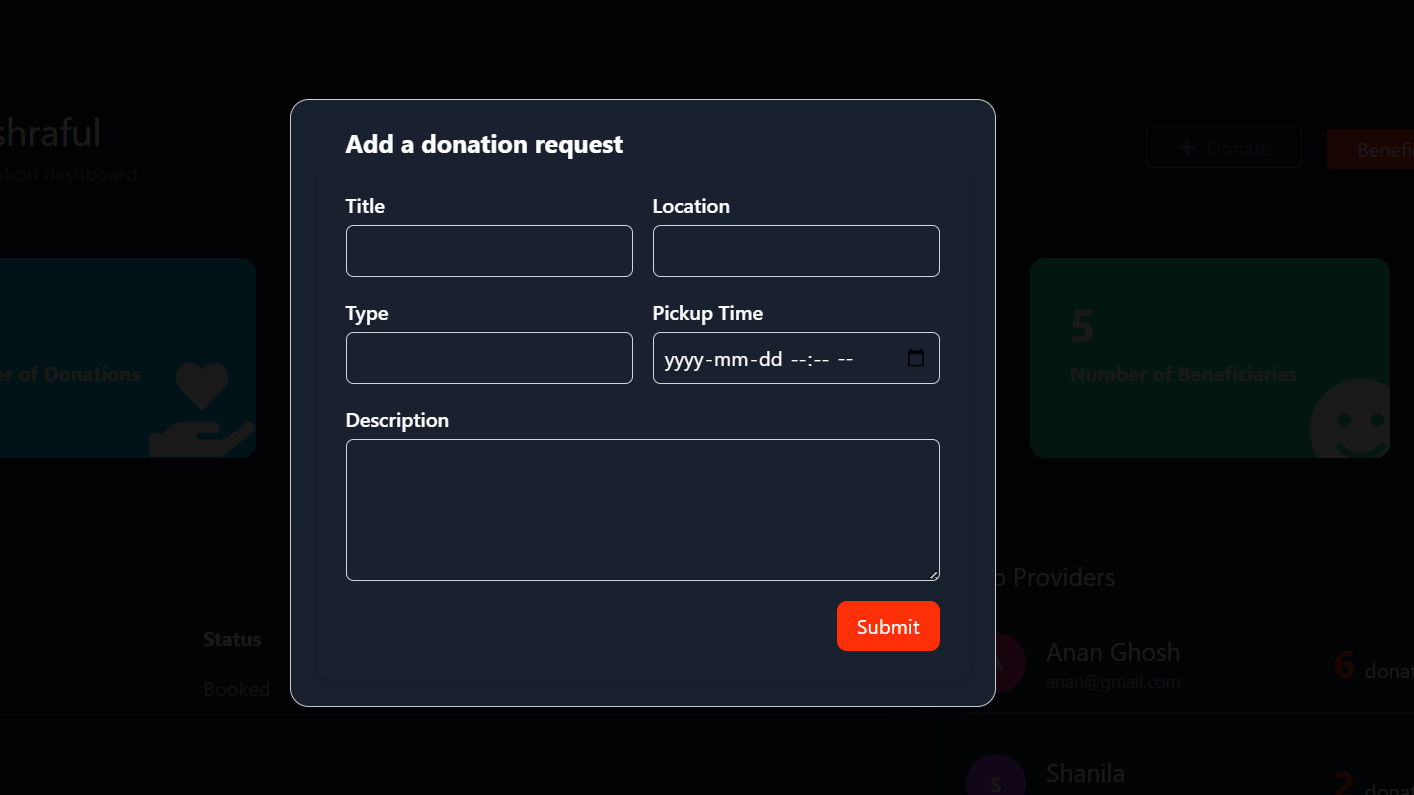 shraful
tion dashboard
+ Donate
Benefi
Add a donation request
Title
Location
Type
Pickup Time
yyyy-mm-dd --:-- --
Description
Submit
er of Donations
5
Number of Beneficiaries
Status
Booked
p Providers
A
Anan Ghosh
anan@gmail.com
6 donat
S
Shanila
2 donat